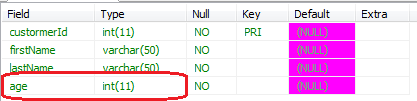 Field Type Null Key Default Extra
custormerId int(11) NO PRI (NULL)
firstName varchar(50) NO (NULL)
lastName varchar(50) NO (NULL)
age int(11) NO (NULL)